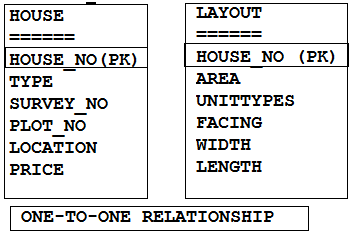 HOUSE
======
HOUSE_NO(PK)
TYPE
SURVEY_NO
PLOT_NO
LOCATION
PRICE
LAYOUT
======
HOUSE_NO (PK)
AREA
UNITTYPES
FACING
WIDTH
LENGTH
ONE-TO-ONE RELATIONSHIP